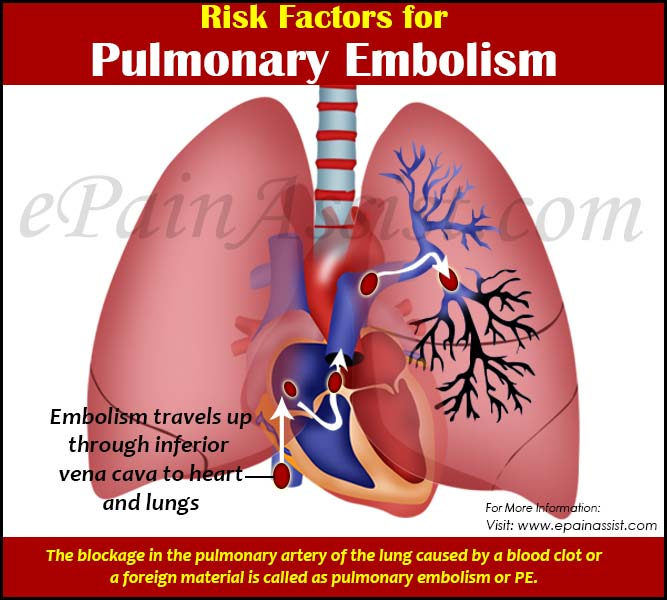 Risk Factors for
Pulmonary Embolism
ePainAssist.com
Embolism travels up
through inferior
vena cava to heart
and lungs
For More Information:
Visit: www.epainassist.com
The blockage in the pulmonary artery of the lung caused by a blood clot or
a foreign material is called as pulmonary embolism or PE.